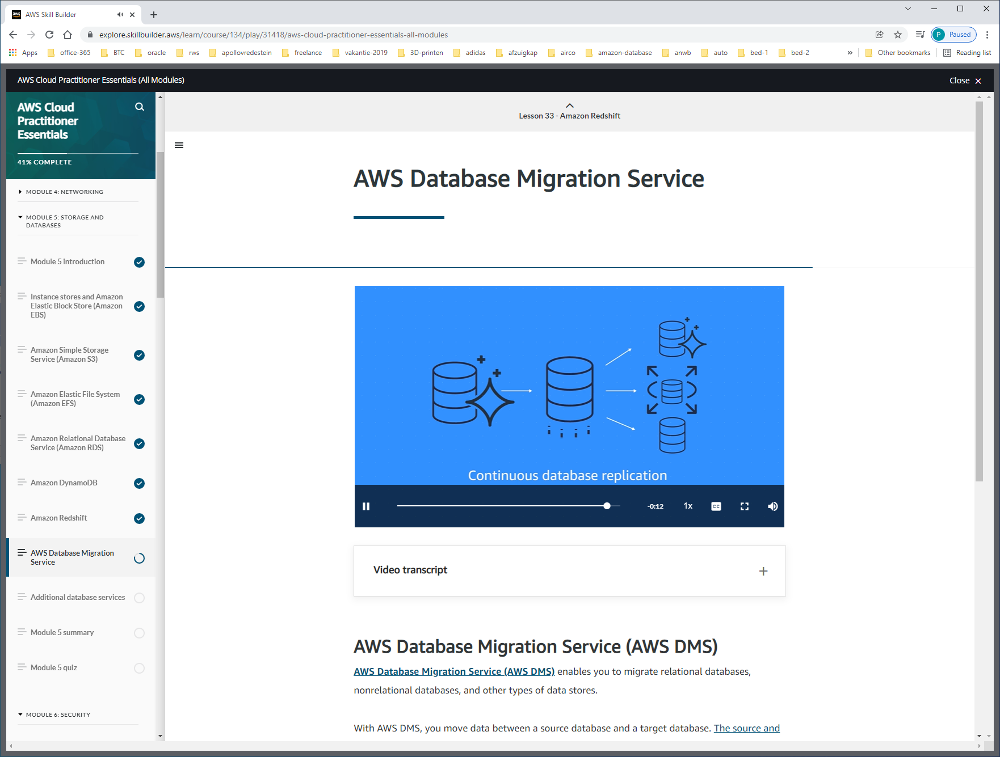 AWS Skill Builder
explore.skillbuilder.aws/learn/course/134/play/31418/aws-cloud-practitioner-essentials-all-modules
P Paused
Apps office-365 BTC oracle rws apollovredestein freelance vakantie-2019 3D-printen adidas afzuigkap airco amazon-database anwb auto bed-1 bed-2 » Other bookmarks Reading list
AWS Cloud Practitioner Essentials (All Modules)
Close
AWS Cloud
Practitioner
Essentials
41% COMPLETE
MODULE 4: NETWORKING
MODULE 5: STORAGE AND
DATABASES
Module 5 introduction
Instance stores and Amazon
Elastic Block Store (Amazon
EBS)
Amazon Simple Storage
Service (Amazon S3)
Amazon Elastic File System
(Amazon EFS)
Amazon Relational Database
Service (Amazon RDS)
Amazon DynamoDB
Amazon Redshift
AWS Database Migration
Service
Additional database services
Module 5 summary
Module 5 quiz
MODULE 6: SECURITY
Lesson 33 - Amazon Redshift
AWS Database Migration Service
Continuous database replication
-0:12 1x CC
Video transcript
AWS Database Migration Service (AWS DMS)
AWS Database Migration Service (AWS DMS) enables you to migrate relational databases,
nonrelational databases, and other types of data stores.
With AWS DMS, you move data between a source database and a target database. The source and